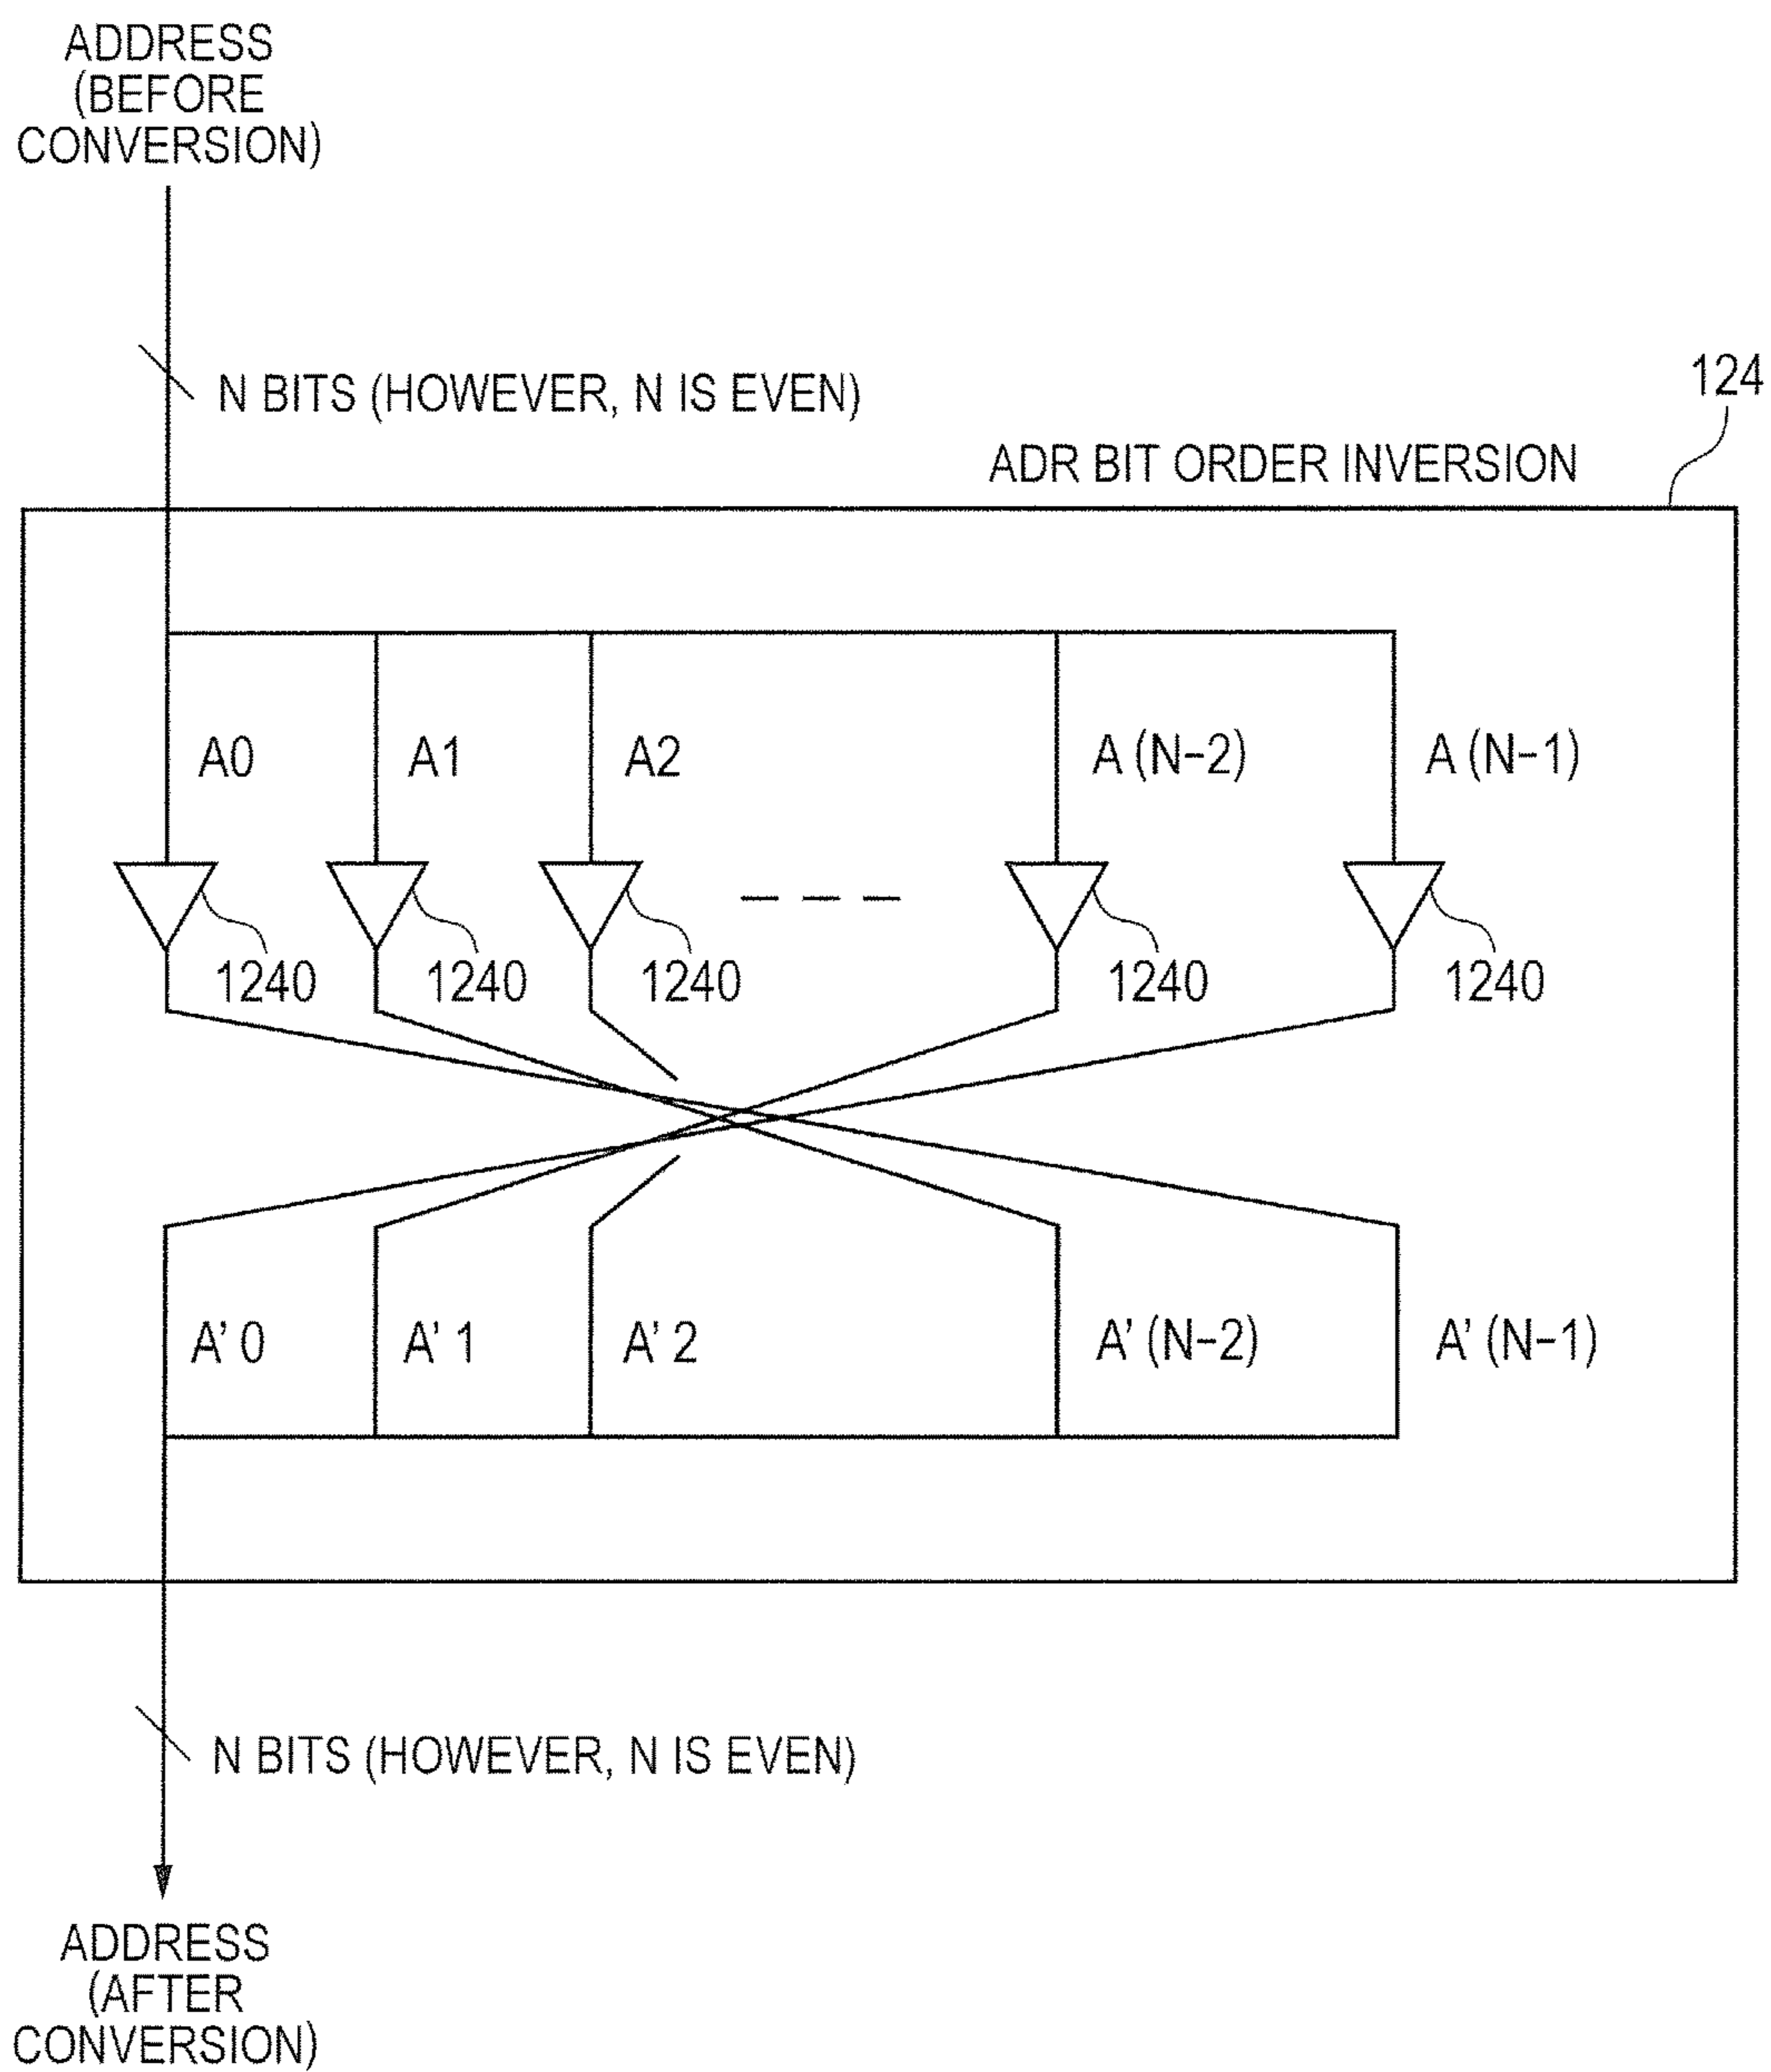 ADDRESS
(BEFORE
CONVERSION)
N BITS (HOWEVER, N IS EVEN)
124
ADR BIT ORDER INVERSION
A0 A1 A2 A (N-2) A (N-1)
1240 1240 1240 1240 1240
A' 0 A' 1 A' 2 A' (N-2) A' (N-1)
N BITS (HOWEVER, N IS EVEN)
ADDRESS
(AFTER
CONVERSION)